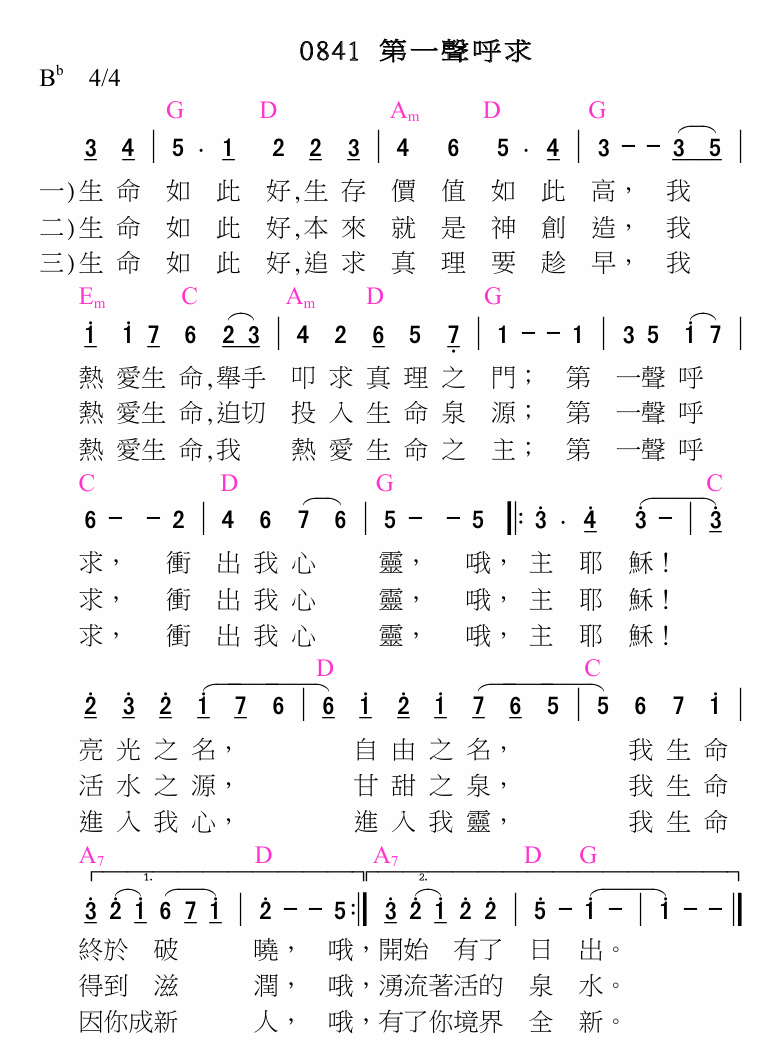 0841 第一聲呼求
Bb 4/4
G D Am D G
3 4 | 5 . 1 2 2 3 | 4 6 5 . 4 | 3 - - 3 5 |
一)生 命 如 此 好,生 存 價 值 如 此 高， 我
二)生 命 如 此 好,本 來 就 是 神 創 造， 我
三)生 命 如 此 好,追 求 真 理 要 趁 早， 我
Em C Am D G
1 1 7 6 2 3 | 4 2 6 5 7 | 1 - - 1 | 3 5 1 7 |
熱 愛生 命,舉手 叩 求 真 理 之 門； 第 一聲 呼
熱 愛生 命,迫切 投 入 生 命 泉 源； 第 一聲 呼
熱 愛生 命,我 熱 愛 生 命 之 主； 第 一聲 呼
C D G C
6 - - 2 | 4 6 7 6 | 5 - - 5 ‖: 3 . 4 3 - | 3
求， 衝 出 我 心 靈， 哦， 主 耶 穌！
求， 衝 出 我 心 靈， 哦， 主 耶 穌！
求， 衝 出 我 心 靈， 哦， 主 耶 穌！
D C
2 3 2 1 7 6 | 6 1 2 1 7 6 5 | 5 6 7 1 |
亮 光 之 名， 自 由 之 名， 我 生 命
活 水 之 源， 甘 甜 之 泉， 我 生 命
進 入 我 心， 進 入 我 靈， 我 生 命
A7 D A7 D G
1. 2.
3 2 1 6 7 1 | 2 - - 5 :‖ 3 2 1 2 2 | 5 - 1 - | 1 - - ‖
終於 破 曉， 哦，開始 有了 日 出。
得到 滋 潤， 哦，湧流著活的 泉 水。
因你成新 人， 哦，有了你境界 全 新。